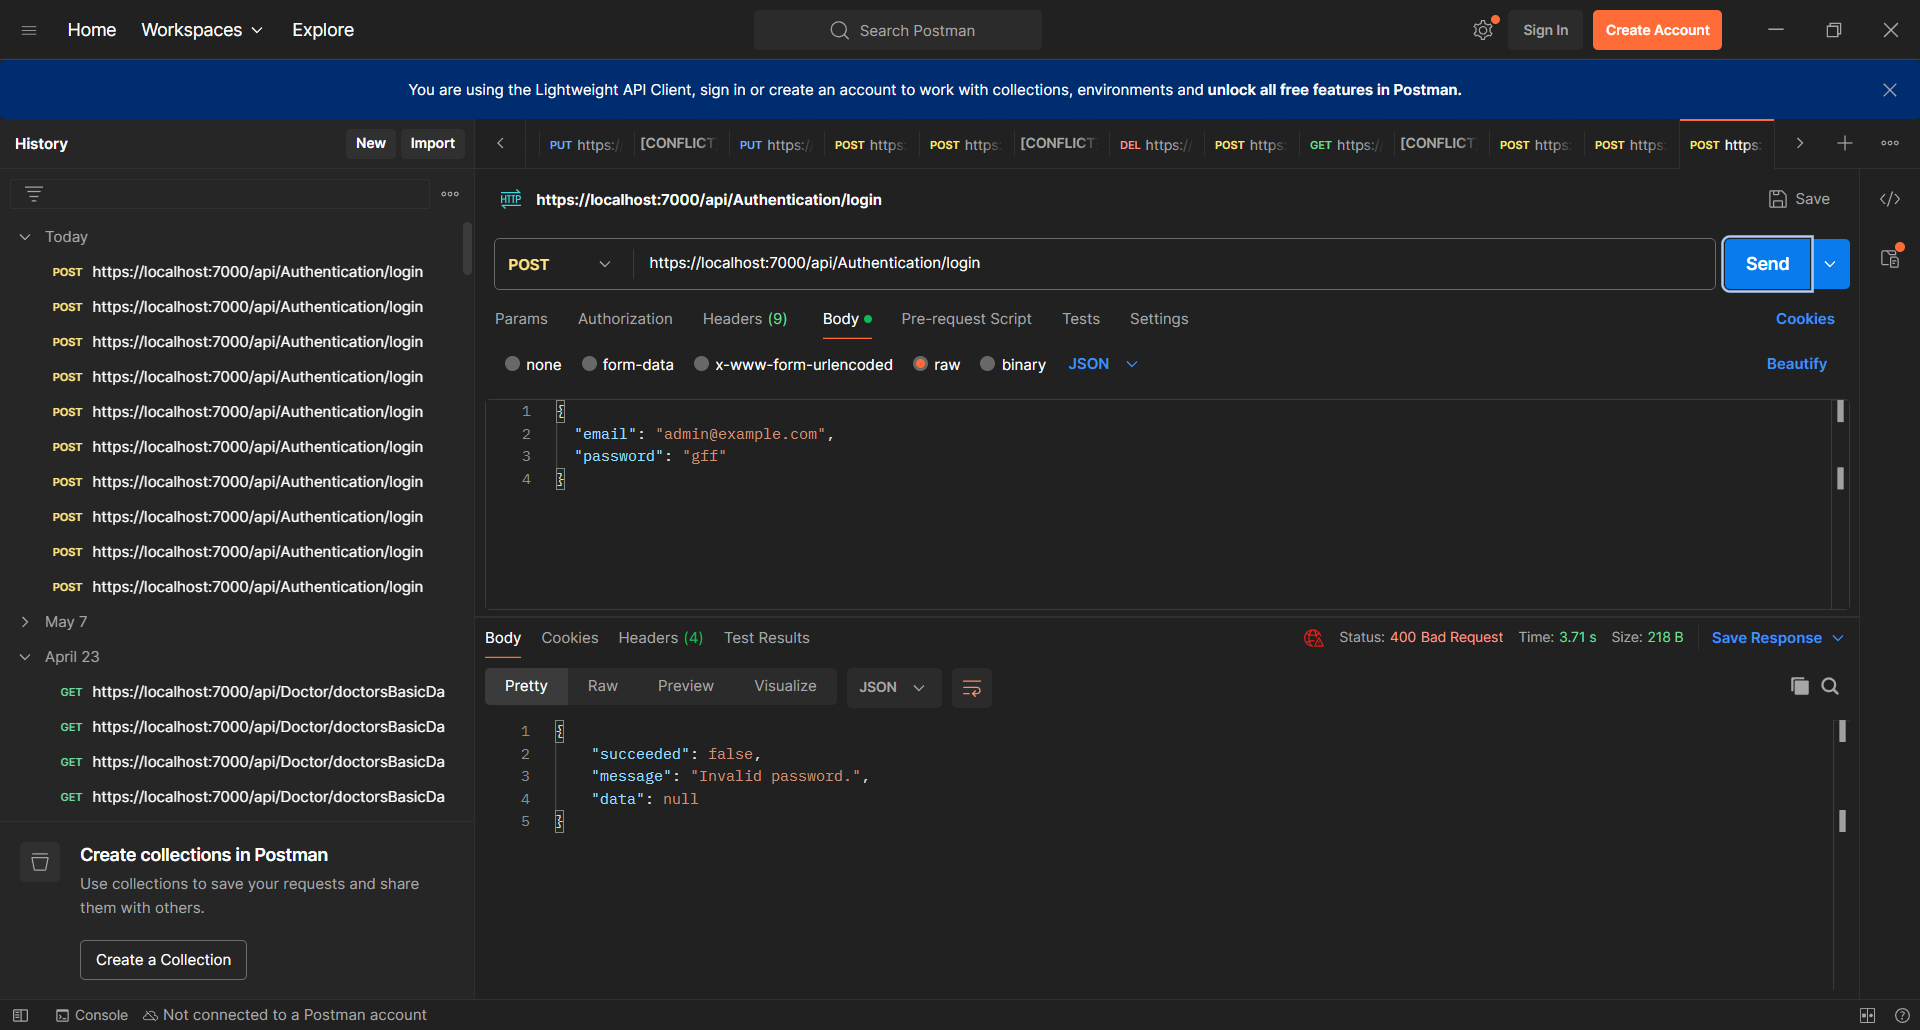 Home Workspaces Explore Search Postman Sign In Create Account
You are using the Lightweight API Client, sign in or create an account to work with collections, environments and unlock all free features in Postman.
History New Import
PUT https:/ [CONFLICT PUT https:/ POST https: POST https: [CONFLICT DEL https:/ POST https: GET https:/ [CONFLICT POST https: POST https: POST https:
Today
POST https://localhost:7000/api/Authentication/login
POST https://localhost:7000/api/Authentication/login
POST https://localhost:7000/api/Authentication/login
POST https://localhost:7000/api/Authentication/login
POST https://localhost:7000/api/Authentication/login
POST https://localhost:7000/api/Authentication/login
POST https://localhost:7000/api/Authentication/login
POST https://localhost:7000/api/Authentication/login
POST https://localhost:7000/api/Authentication/login
POST https://localhost:7000/api/Authentication/login
May 7
April 23
GET https://localhost:7000/api/Doctor/doctorsBasicDa
GET https://localhost:7000/api/Doctor/doctorsBasicDa
GET https://localhost:7000/api/Doctor/doctorsBasicDa
GET https://localhost:7000/api/Doctor/doctorsBasicDa
Create collections in Postman
Use collections to save your requests and share
them with others.
Create a Collection
HTTP https://localhost:7000/api/Authentication/login Save
POST https://localhost:7000/api/Authentication/login Send
Params Authorization Headers (9) Body Pre-request Script Tests Settings Cookies
none form-data x-www-form-urlencoded raw binary JSON Beautify
1 {
2 "email": "admin@example.com",
3 "password": "gff"
4 }
Body Cookies Headers (4) Test Results Status: 400 Bad Request Time: 3.71 s Size: 218 B Save Response
Pretty Raw Preview Visualize JSON
1 {
2 "succeeded": false,
3 "message": "Invalid password.",
4 "data": null
5 }
Console Not connected to a Postman account